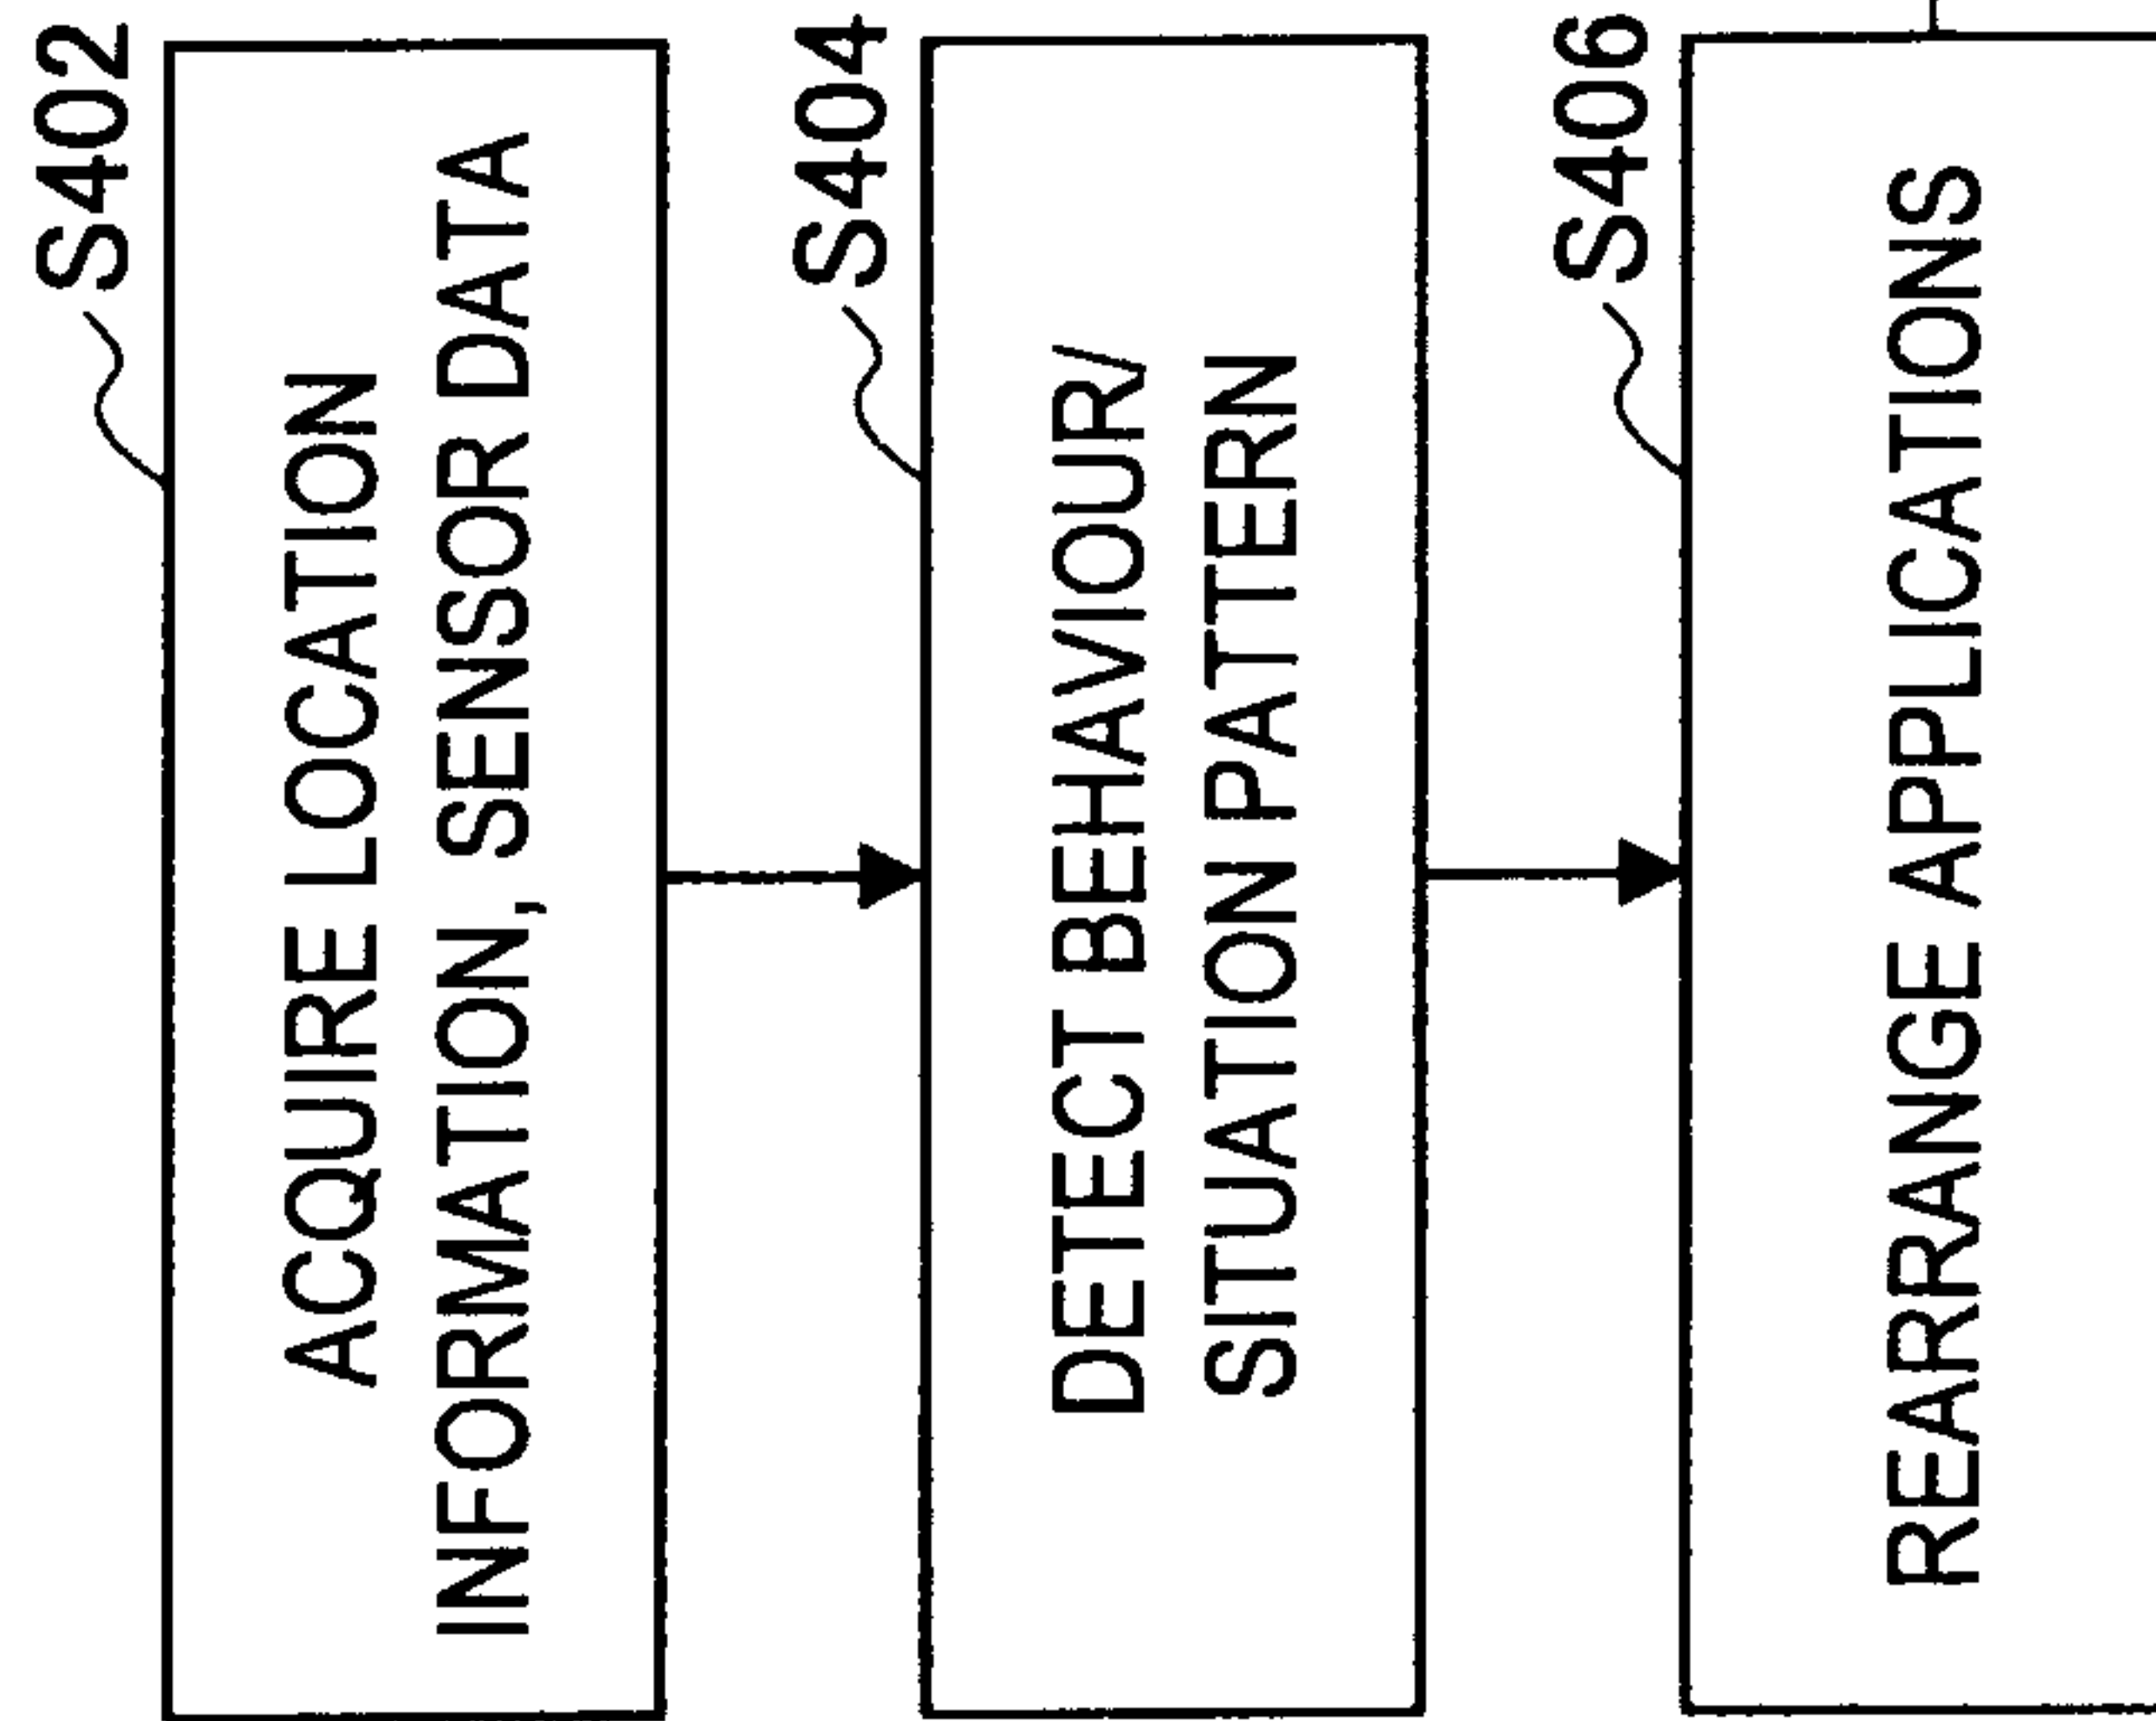 S402
ACQUIRE LOCATION
INFORMATION, SENSOR DATA
S404
DETECT BEHAVIOUR/
SITUATION PATTERN
S406
REARRANGE APPLICATIONS